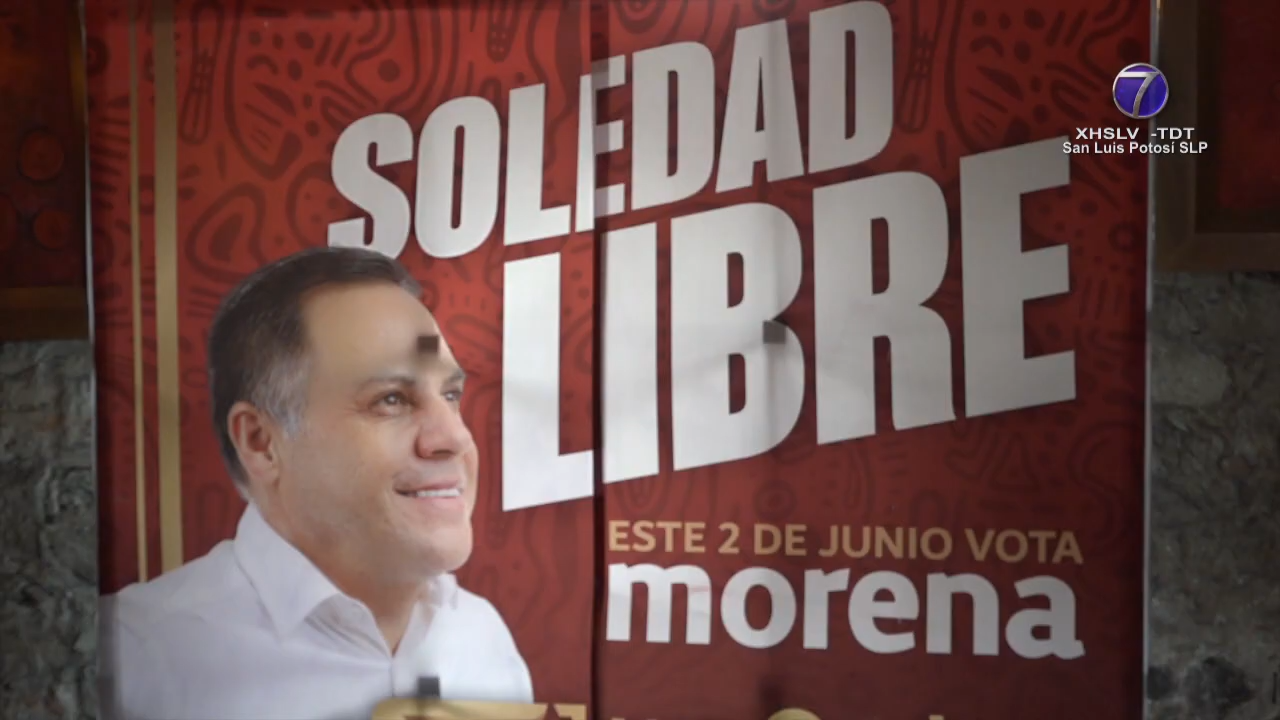 7
XHSLV -TDT
San Luis Potosí SLP
SOLEDAD
LIBRE
ESTE 2 DE JUNIO VOTA
morena